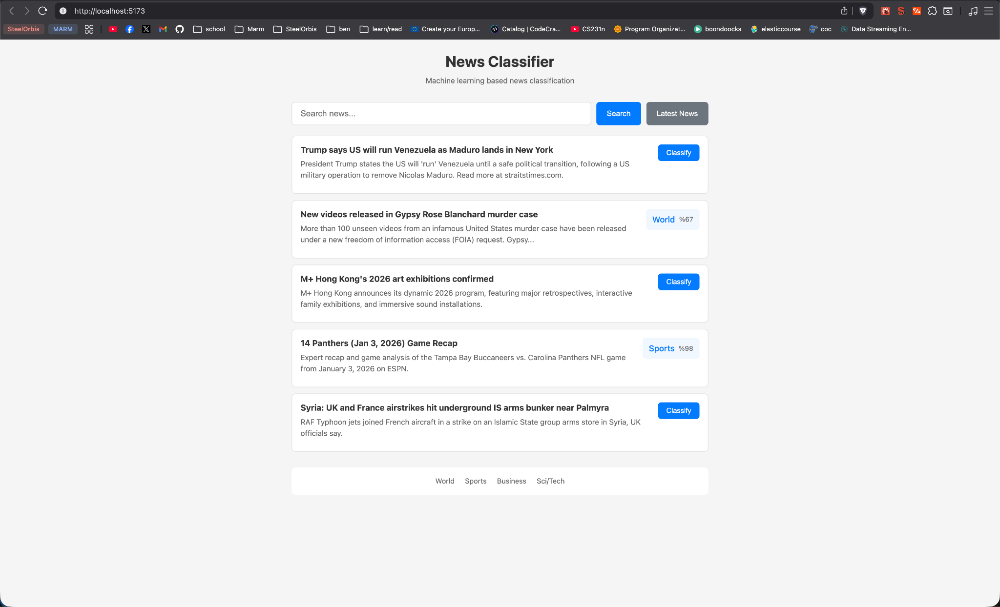 http://localhost:5173
SteelOrbis MARM school Marm SteelOrbis ben learn/read Create your Europ... Catalog | CodeCra... CS231n Program Organizat... boondoocks elasticcourse coc Data Streaming En...
News Classifier
Machine learning based news classification
Search news... Search Latest News
Trump says US will run Venezuela as Maduro lands in New York Classify
President Trump states the US will 'run' Venezuela until a safe political transition, following a US
military operation to remove Nicolas Maduro. Read more at straitstimes.com.
New videos released in Gypsy Rose Blanchard murder case World %67
More than 100 unseen videos from an infamous United States murder case have been released
under a new freedom of information access (FOIA) request. Gypsy...
M+ Hong Kong's 2026 art exhibitions confirmed Classify
M+ Hong Kong announces its dynamic 2026 program, featuring major retrospectives, interactive
family exhibitions, and immersive sound installations.
14 Panthers (Jan 3, 2026) Game Recap Sports %98
Expert recap and game analysis of the Tampa Bay Buccaneers vs. Carolina Panthers NFL game
from January 3, 2026 on ESPN.
Syria: UK and France airstrikes hit underground IS arms bunker near Palmyra Classify
RAF Typhoon jets joined French aircraft in a strike on an Islamic State group arms store in Syria, UK
officials say.
World Sports Business Sci/Tech